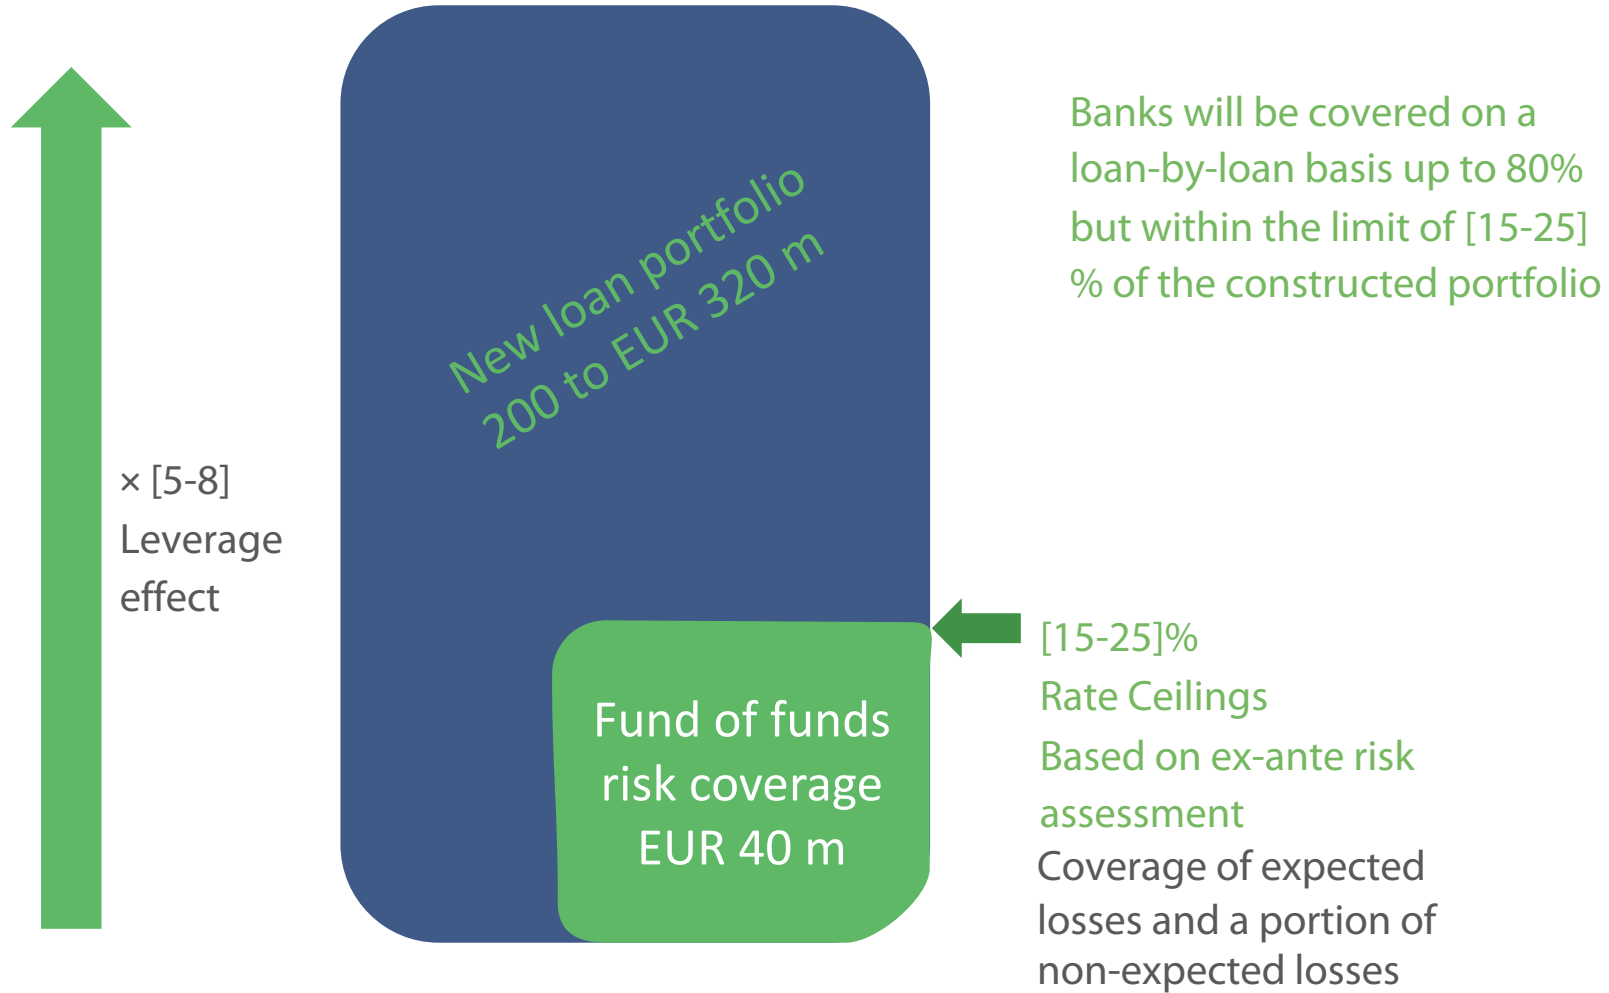 × [5-8]
Leverage
effect
New loan portfolio
200 to EUR 320 m
Fund of funds
risk coverage
EUR 40 m
Banks will be covered on a
loan-by-loan basis up to 80%
but within the limit of [15-25]
% of the constructed portfolio
[15-25]%
Rate Ceilings
Based on ex-ante risk
assessment
Coverage of expected
losses and a portion of
non-expected losses